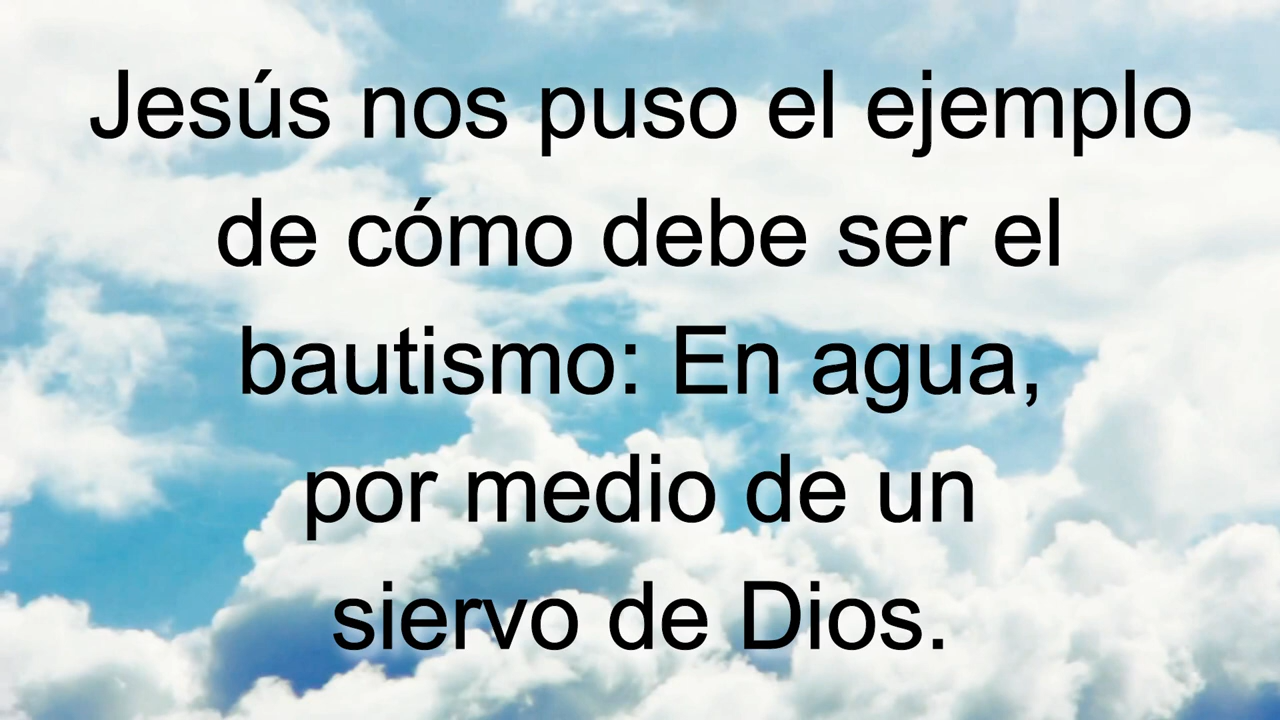 Jesús nos puso el ejemplo
de cómo debe ser el
bautismo: En agua,
por medio de un
siervo de Dios.